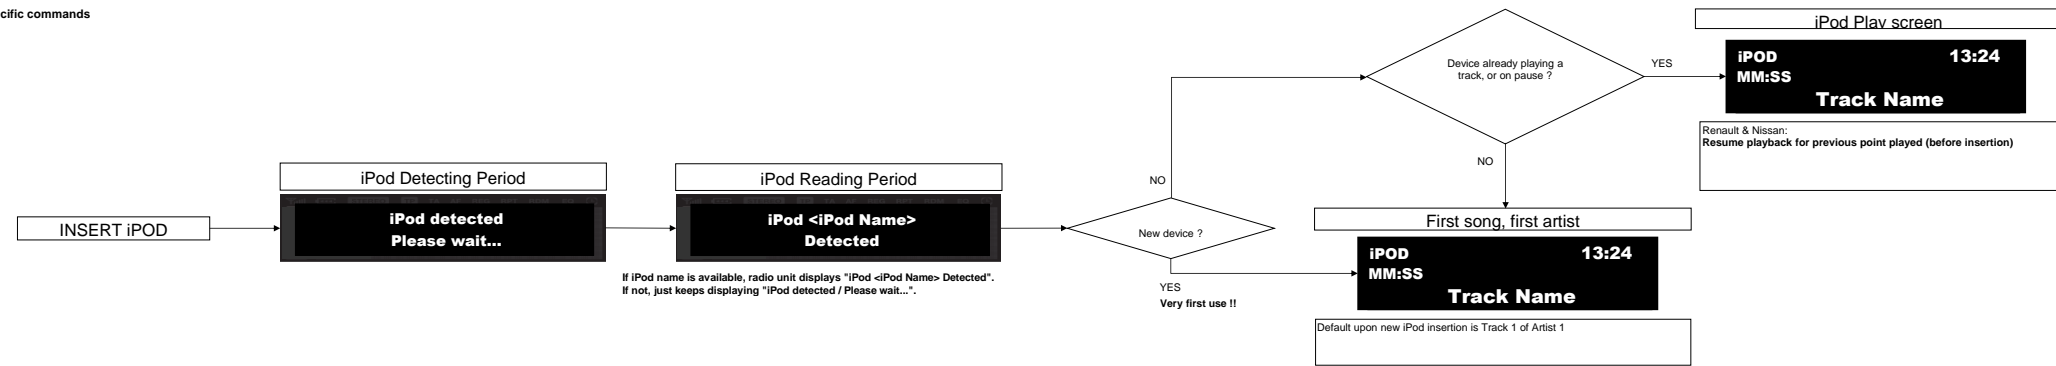 cific commands
iPod Play screen
iPOD 13:24
MM:SS
Track Name
Device already playing a
track, or on pause ?
YES
Renault & Nissan:
Resume playback for previous point played (before insertion)
NO
iPod Detecting Period
iPod detected
Please wait...
iPod Reading Period
iPod <iPod Name>
Detected
NO
INSERT iPOD
New device ?
First song, first artist
iPOD 13:24
MM:SS
Track Name
If iPod name is available, radio unit displays "iPod <iPod Name> Detected".
If not, just keeps displaying "iPod detected / Please wait...".
YES
Very first use !!
Default upon new iPod insertion is Track 1 of Artist 1